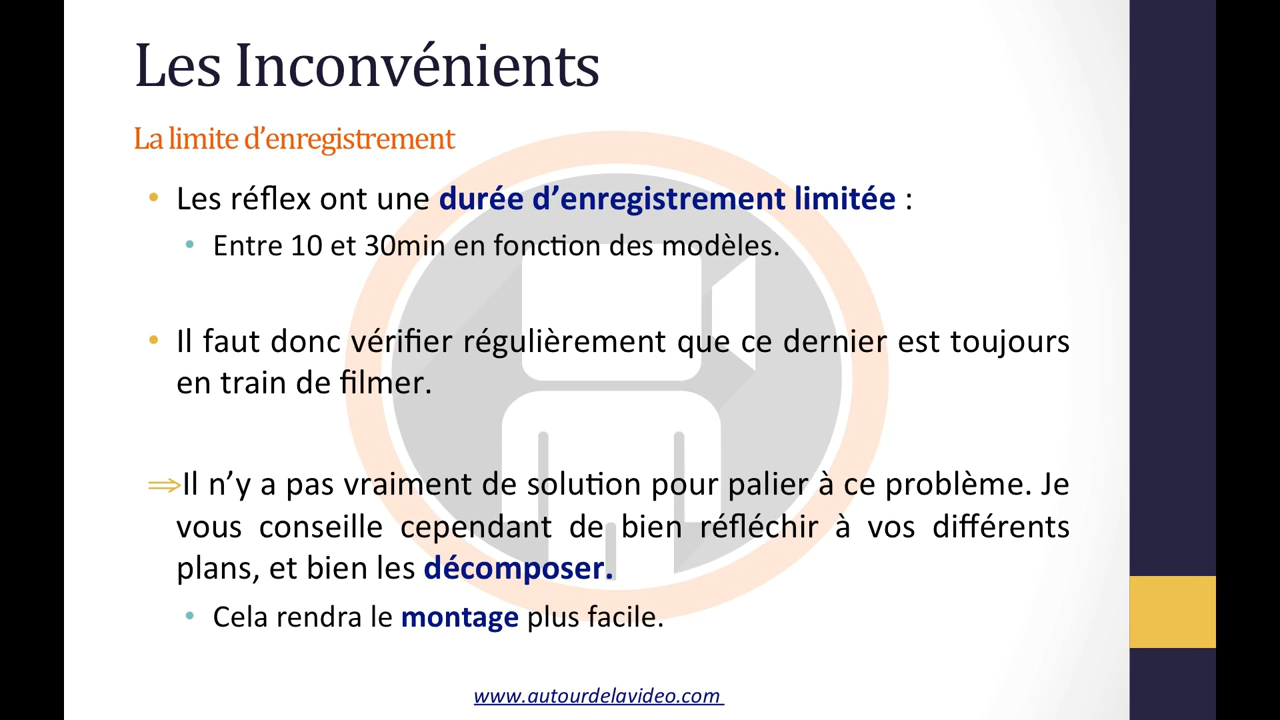 Les Inconvénients
La limite d’enregistrement
• Les réflex ont une durée d’enregistrement limitée :
• Entre 10 et 30min en fonction des modèles.
• Il faut donc vérifier régulièrement que ce dernier est toujours
en train de filmer.
⇒Il n’y a pas vraiment de solution pour palier à ce problème. Je
vous conseille cependant de bien réfléchir à vos différents
plans, et bien les décomposer.
• Cela rendra le montage plus facile.
www.autourdelavideo.com